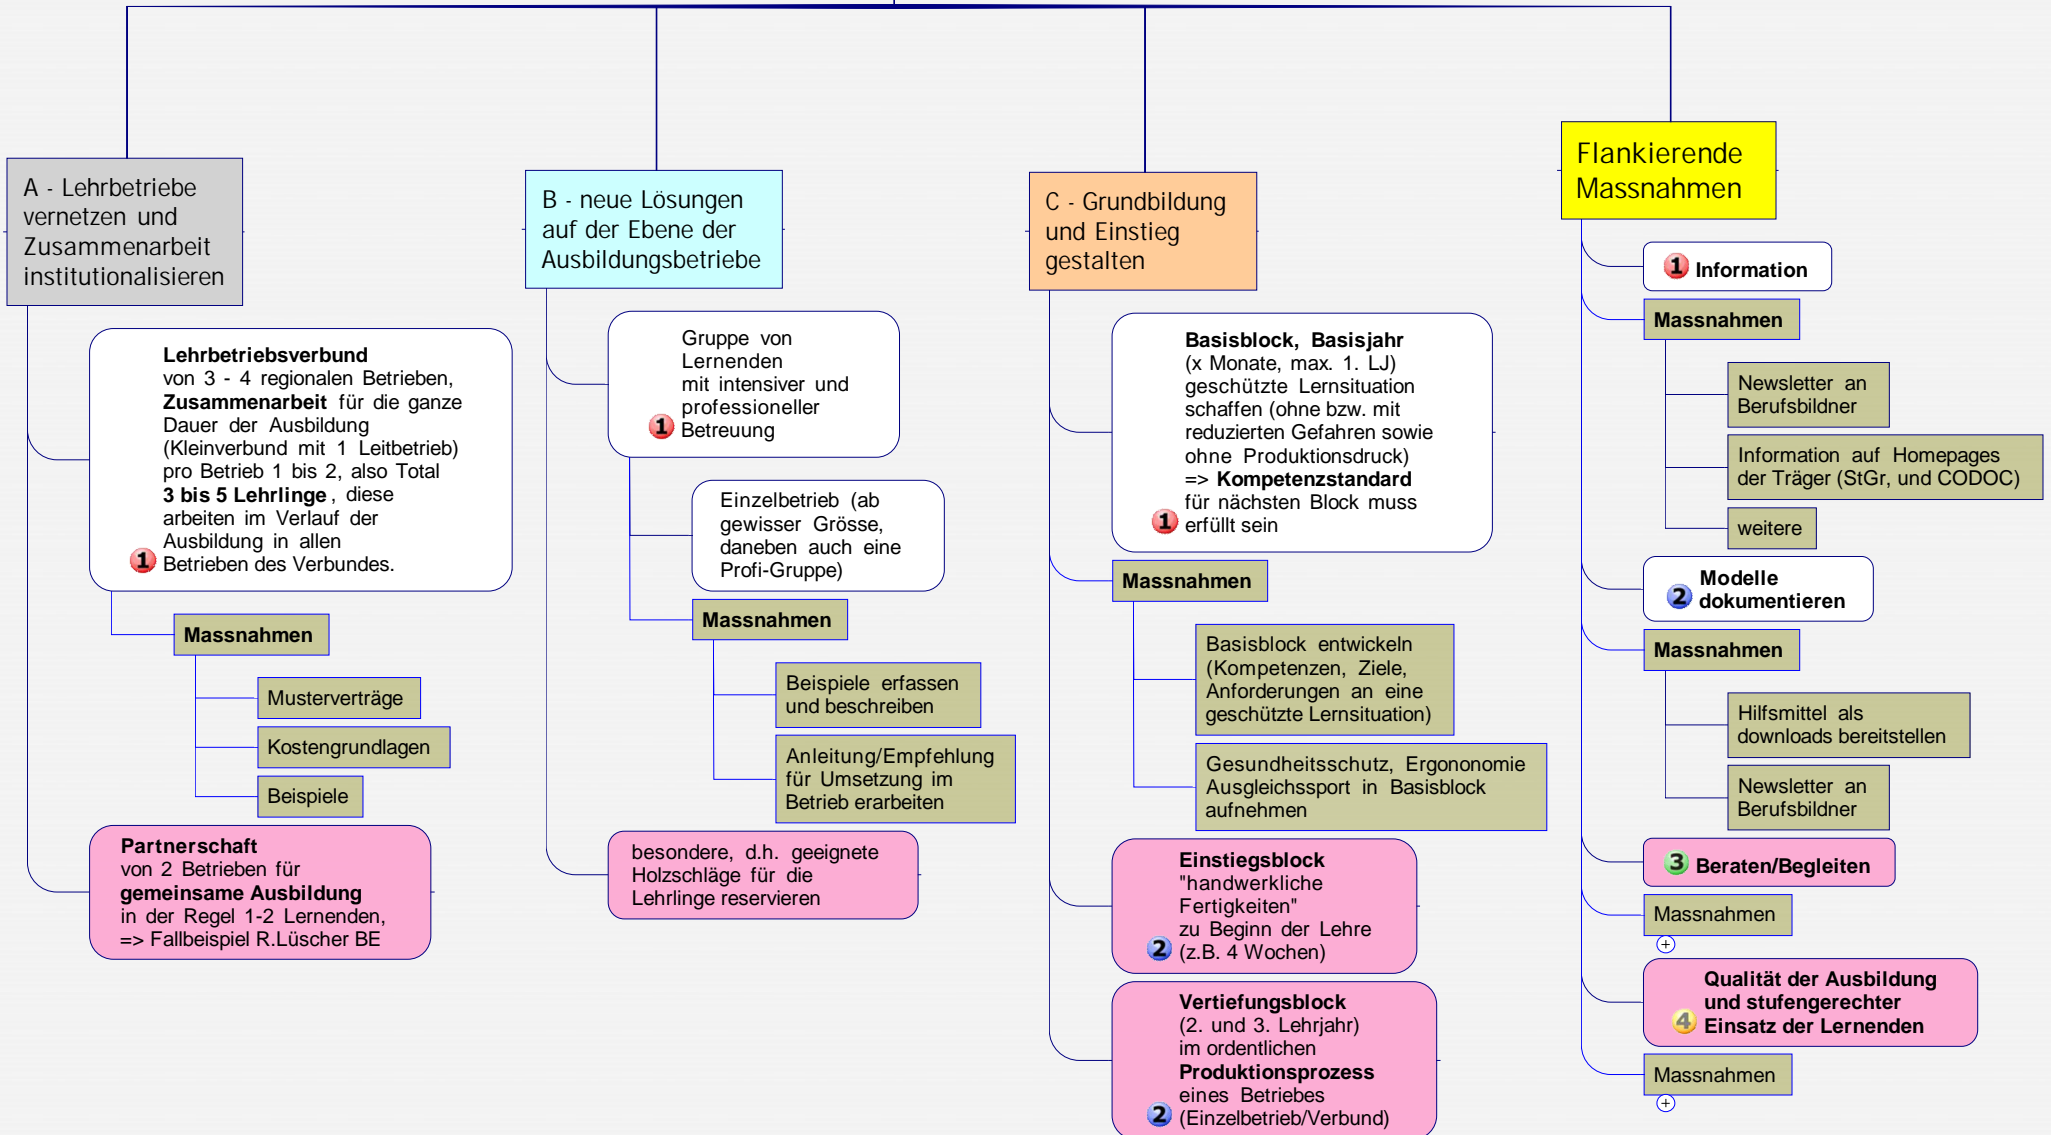 A - Lehrbetriebe
vernetzen und
Zusammenarbeit
institutionalisieren
Lehrbetriebsverbund
von 3 - 4 regionalen Betrieben,
Zusammenarbeit für die ganze
Dauer der Ausbildung
(Kleinverbund mit 1 Leitbetrieb)
pro Betrieb 1 bis 2, also Total
3 bis 5 Lehrlinge, diese
arbeiten im Verlauf der
Ausbildung in allen
1 Betrieben des Verbundes.
Massnahmen
Musterverträge
Kostengrundlagen
Beispiele
Partnerschaft
von 2 Betrieben für
gemeinsame Ausbildung
in der Regel 1-2 Lernenden,
=> Fallbeispiel R.Lüscher BE
B - neue Lösungen
auf der Ebene der
Ausbildungsbetriebe
Gruppe von
Lernenden
mit intensiver und
professioneller
1 Betreuung
Einzelbetrieb (ab
gewisser Grösse,
daneben auch eine
Profi-Gruppe)
Massnahmen
Beispiele erfassen
und beschreiben
Anleitung/Empfehlung
für Umsetzung im
Betrieb erarbeiten
besondere, d.h. geeignete
Holzschläge für die
Lehrlinge reservieren
C - Grundbildung
und Einstieg
gestalten
Basisblock, Basisjahr
(x Monate, max. 1. LJ)
geschützte Lernsituation
schaffen (ohne bzw. mit
reduzierten Gefahren sowie
ohne Produktionsdruck)
=> Kompetenzstandard
für nächsten Block muss
1 erfüllt sein
Massnahmen
Basisblock entwickeln
(Kompetenzen, Ziele,
Anforderungen an eine
geschützte Lernsituation)
Gesundheitsschutz, Ergononomie
Ausgleichssport in Basisblock
aufnehmen
Einstiegsblock
"handwerkliche
Fertigkeiten"
zu Beginn der Lehre
2 (z.B. 4 Wochen)
Vertiefungsblock
(2. und 3. Lehrjahr)
im ordentlichen
Produktionsprozess
eines Betriebes
2 (Einzelbetrieb/Verbund)
Flankierende
Massnahmen
1 Information
Massnahmen
Newsletter an
Berufsbildner
Information auf Homepages
der Träger (StGr, und CODOC)
weitere
Modelle
2 dokumentieren
Massnahmen
Hilfsmittel als
downloads bereitstellen
Newsletter an
Berufsbildner
3 Beraten/Begleiten
Massnahmen
Qualität der Ausbildung
und stufengerechter
4 Einsatz der Lernenden
Massnahmen